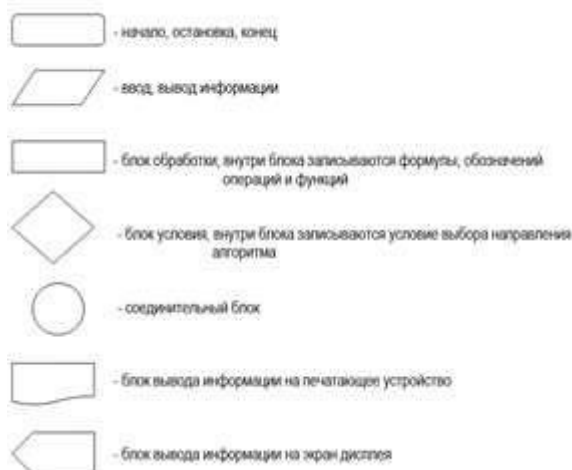 - начало, остановка, конец
- ввод, вывод информации
- блок обработки, внутри блока записываются формулы, обозначений
операций и функций
- блок условия, внутри блока записываются условие выбора направления
алгоритма
- соединительный блок
- блок вывода информации на печатающее устройство
- блок вывода информации на экран дисплея